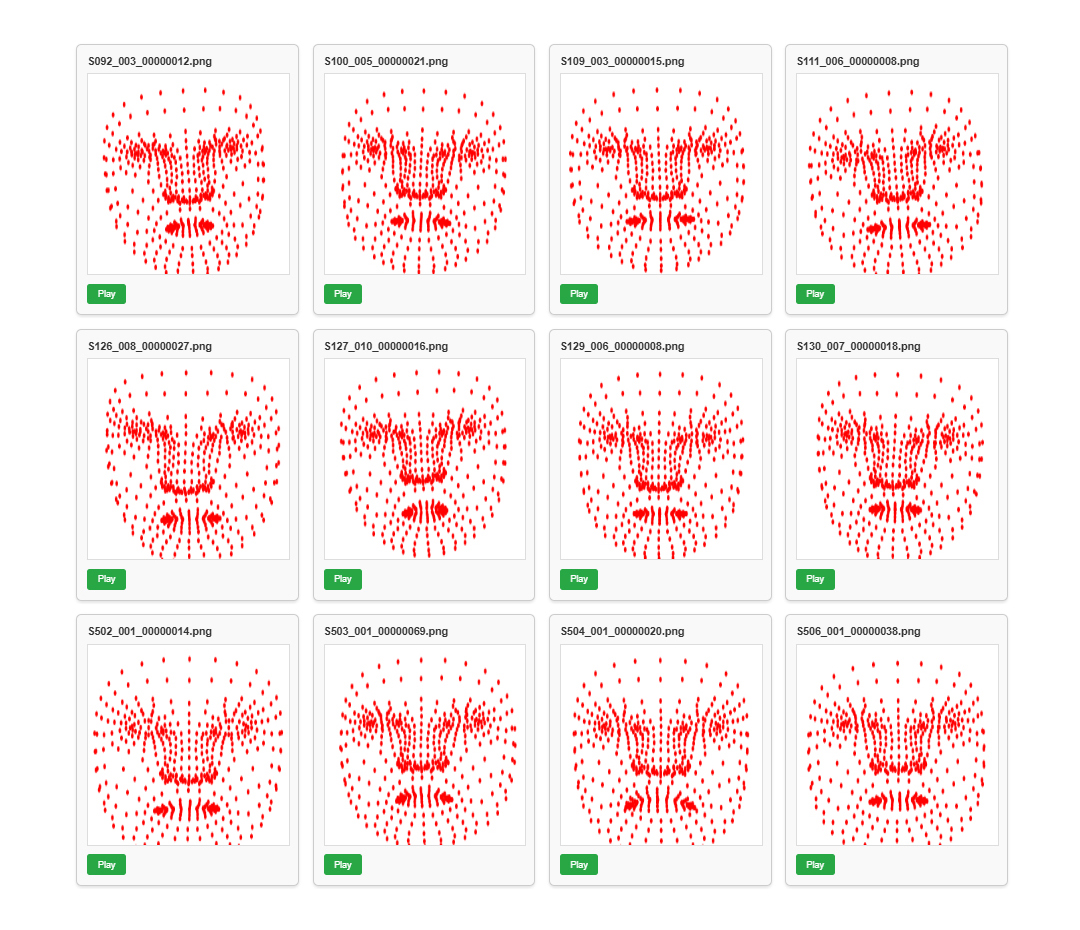 S092_003_00000012.png
S100_005_00000021.png
S109_003_00000015.png
S111_006_00000008.png
Play
Play
Play
Play
S126_008_00000027.png
S127_010_00000016.png
S129_006_00000008.png
S130_007_00000018.png
Play
Play
Play
Play
S502_001_00000014.png
S503_001_00000069.png
S504_001_00000020.png
S506_001_00000038.png
Play
Play
Play
Play